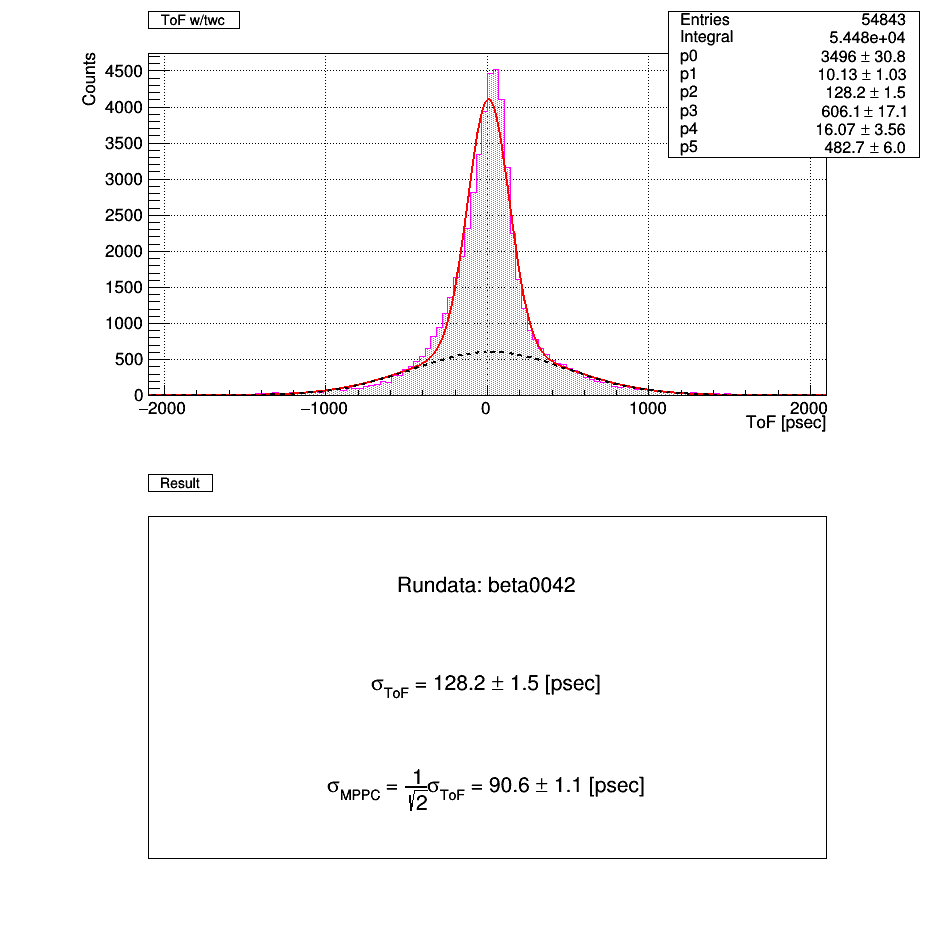 ToF w/twc
Entries 54843
Integral 5.448e+04
p0 3496 ± 30.8
p1 10.13 ± 1.03
p2 128.2 ± 1.5
p3 606.1 ± 17.1
p4 16.07 ± 3.56
p5 482.7 ± 6.0
Counts
4500
4000
3500
3000
2500
2000
1500
1000
500
0
−2000 −1000 0 1000 2000
ToF [psec]
Result
Rundata: beta0042
σToF = 128.2 ± 1.5 [psec]
σMPPC = 1/√2 σToF = 90.6 ± 1.1 [psec]